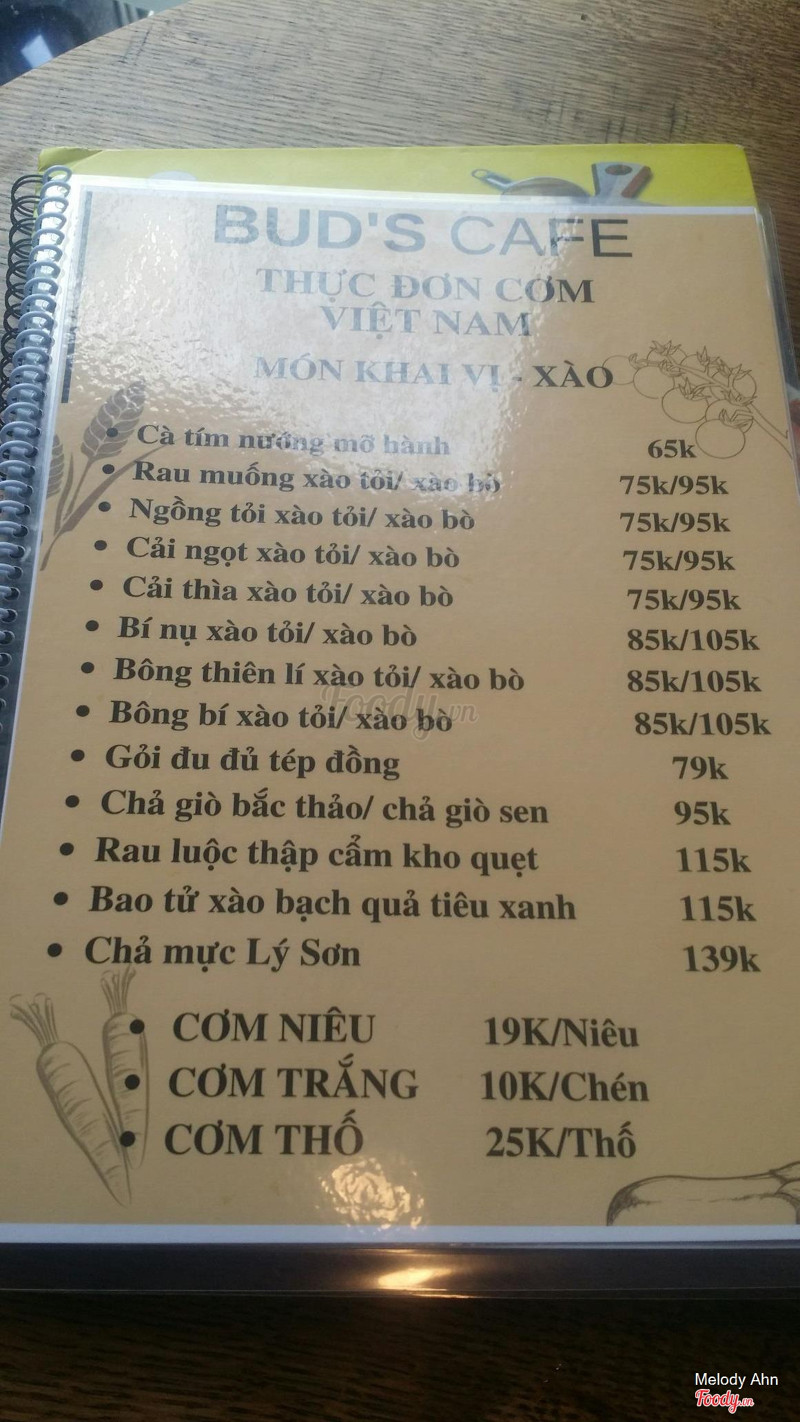 BUD'S CAFE
THỰC ĐƠN CƠM
VIỆT NAM
MÓN KHAI VỊ - XÀO
• Cà tím nướng mỡ hành 65k
• Rau muống xào tỏi/ xào bò 75k/95k
• Ngồng tỏi xào tỏi/ xào bò 75k/95k
• Cải ngọt xào tỏi/ xào bò 75k/95k
• Cải thìa xào tỏi/ xào bò 75k/95k
• Bí nụ xào tỏi/ xào bò 85k/105k
• Bông thiên lí xào tỏi/ xào bò 85k/105k
• Bông bí xào tỏi/ xào bò 85k/105k
• Gỏi đu đủ tép đồng 79k
• Chả giò bắc thảo/ chả giò sen 95k
• Rau luộc thập cẩm kho quẹt 115k
• Bao tử xào bạch quả tiêu xanh 115k
• Chả mực Lý Sơn 139k
• CƠM NIÊU 19K/Niêu
• CƠM TRẮNG 10K/Chén
• CƠM THỐ 25K/Thố
Foody.vn
Melody Ahn
Foody.vn